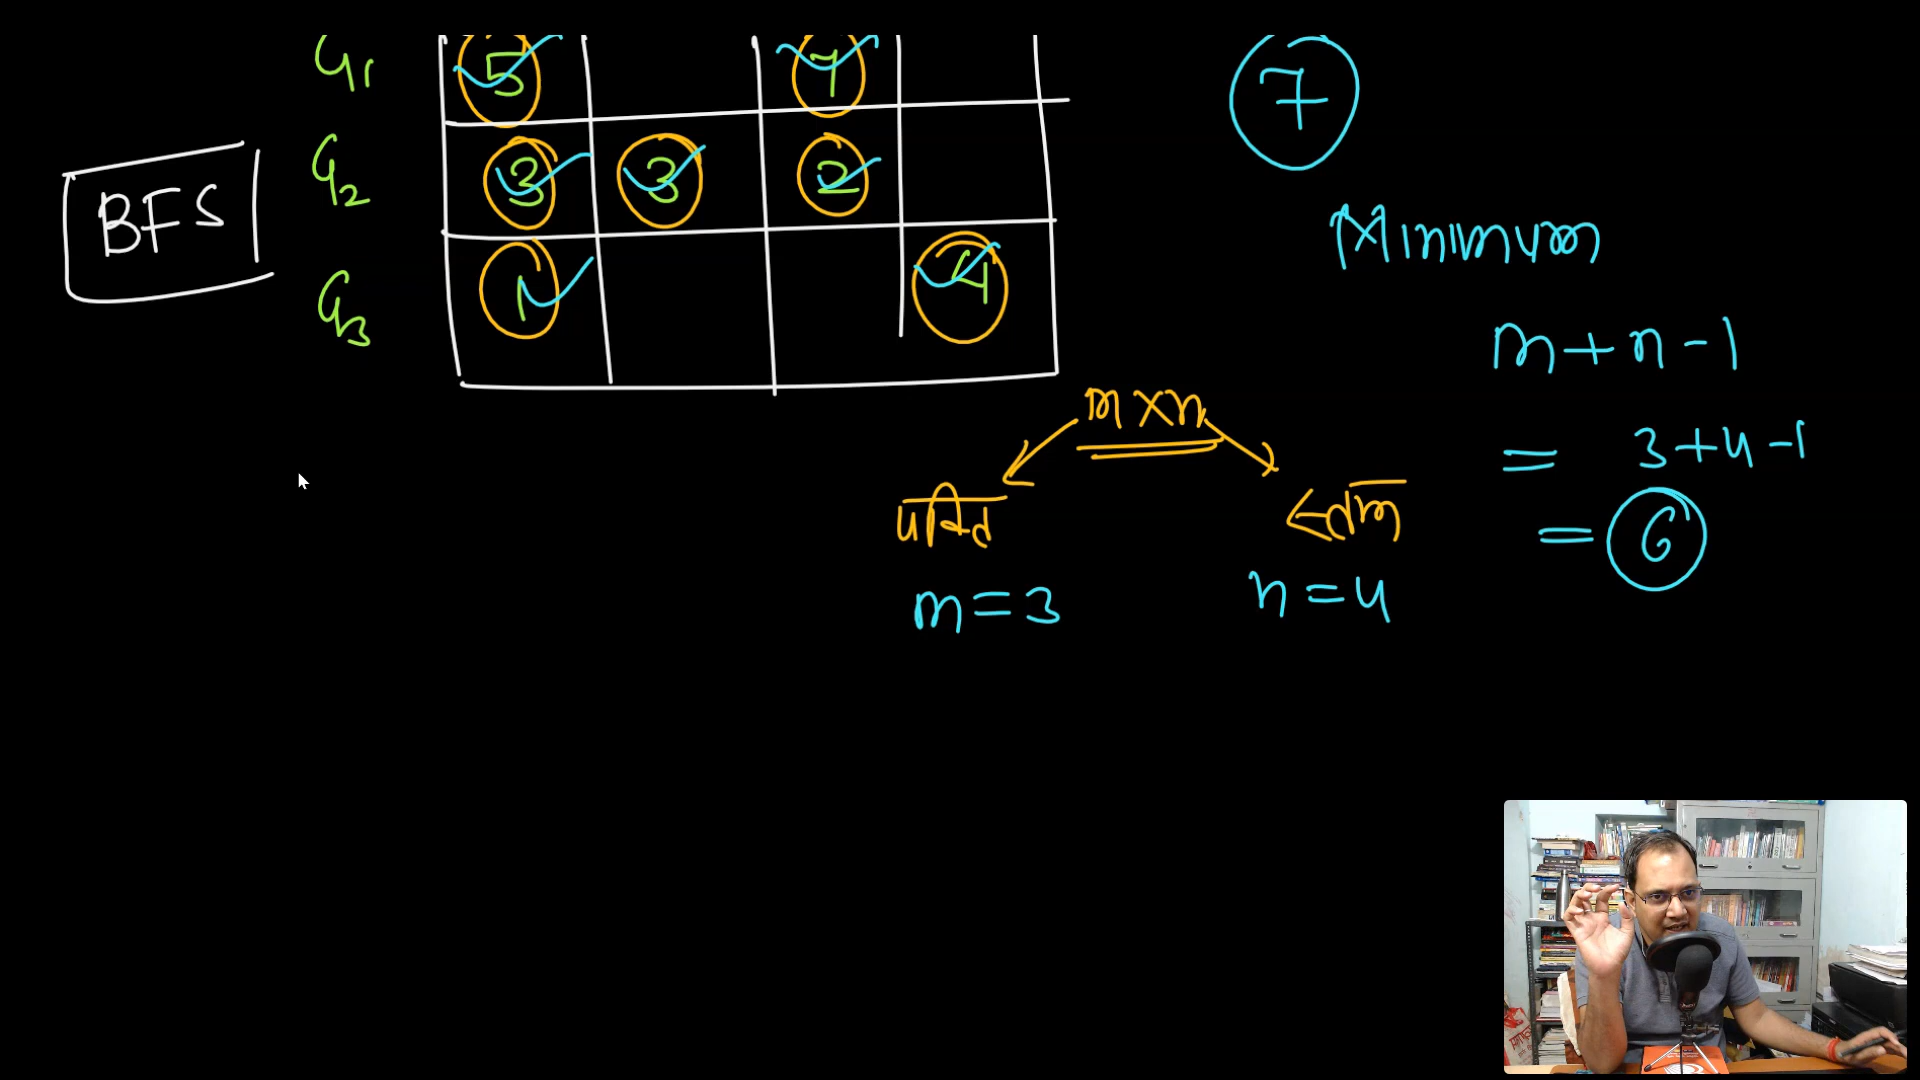 G1 5 7 7
G2 3 3 2
BFS
G3 1 4
Minimum
m+n-1
m×n
= 3+4-1
पंक्ति स्तंभ = 6
m=3 n=4